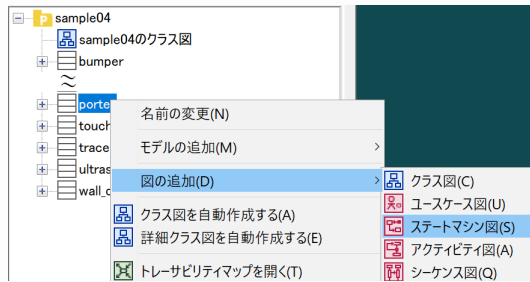 sample04
sample04のクラス図
bumper
porte
touch
trace
ultras
wall_c
名前の変更(N)
モデルの追加(M)
図の追加(D)
クラス図を自動作成する(A)
詳細クラス図を自動作成する(E)
トレーサビリティマップを開く(T)
クラス図(C)
ユースケース図(U)
ステートマシン図(S)
アクティビティ図(A)
シーケンス図(Q)